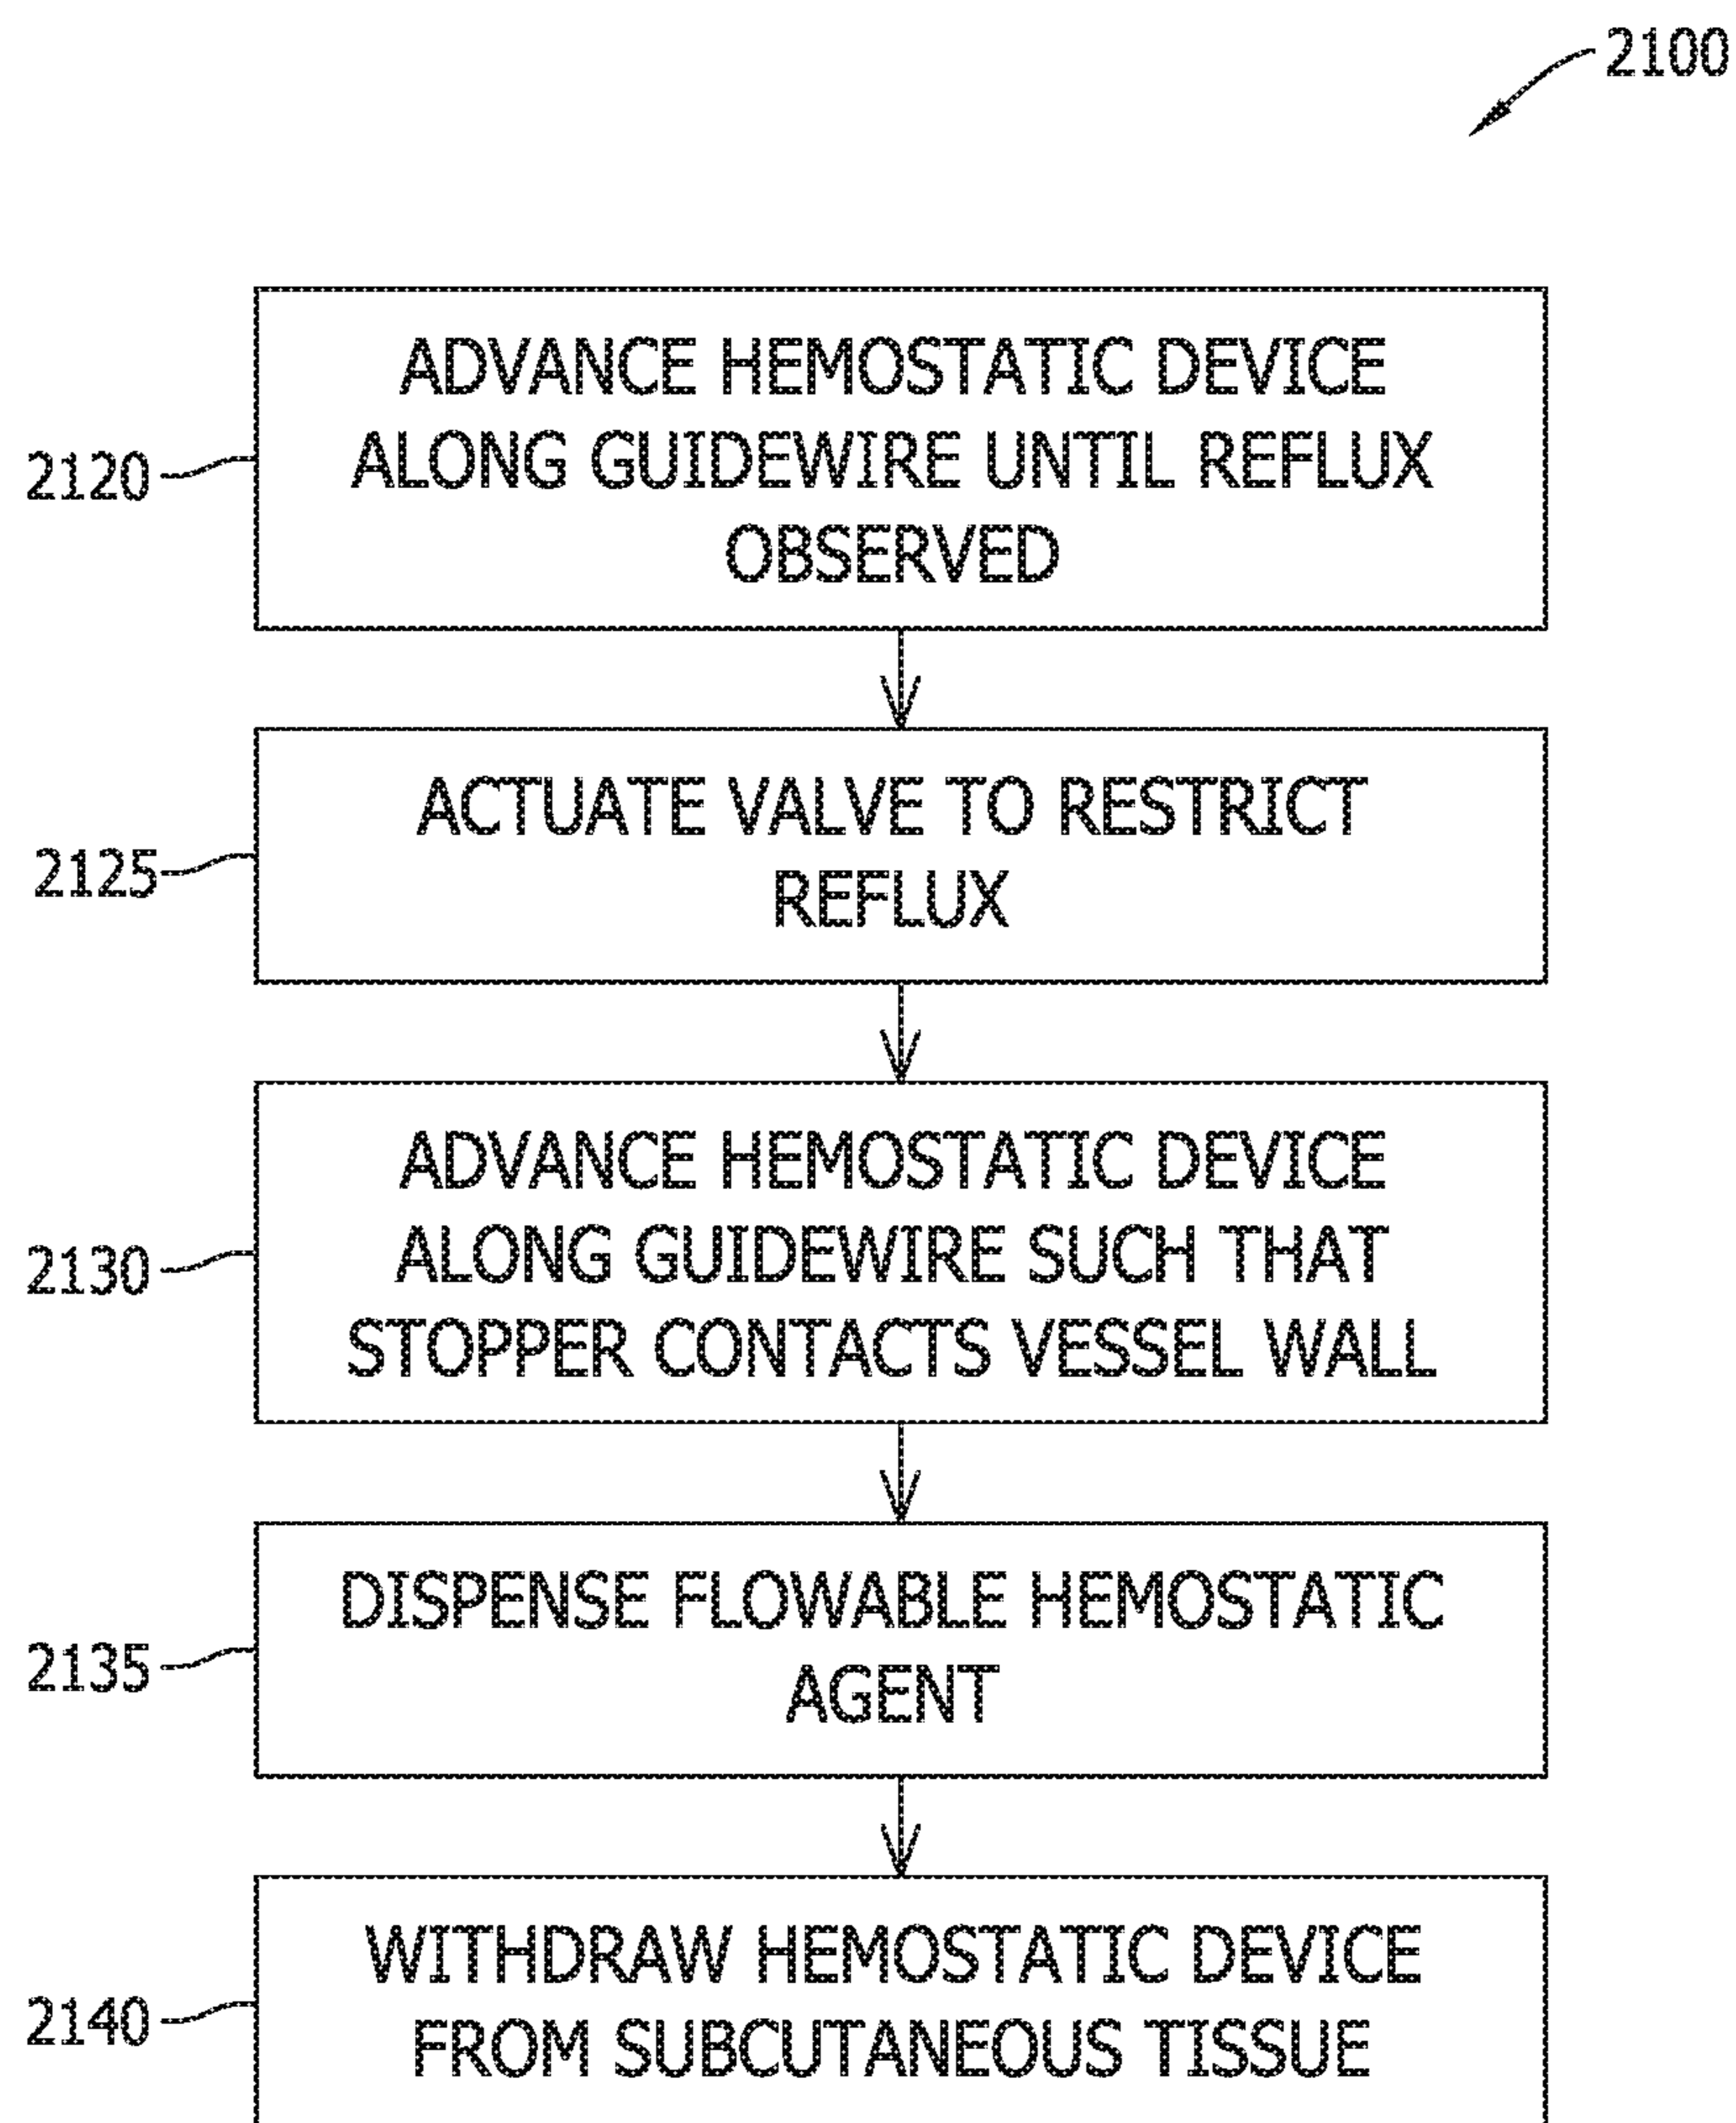 2100
ADVANCE HEMOSTATIC DEVICE
ALONG GUIDEWIRE UNTIL REFLUX
OBSERVED
2120
ACTUATE VALVE TO RESTRICT
REFLUX
2125
ADVANCE HEMOSTATIC DEVICE
ALONG GUIDEWIRE SUCH THAT
STOPPER CONTACTS VESSEL WALL
2130
DISPENSE FLOWABLE HEMOSTATIC
AGENT
2135
WITHDRAW HEMOSTATIC DEVICE
FROM SUBCUTANEOUS TISSUE
2140